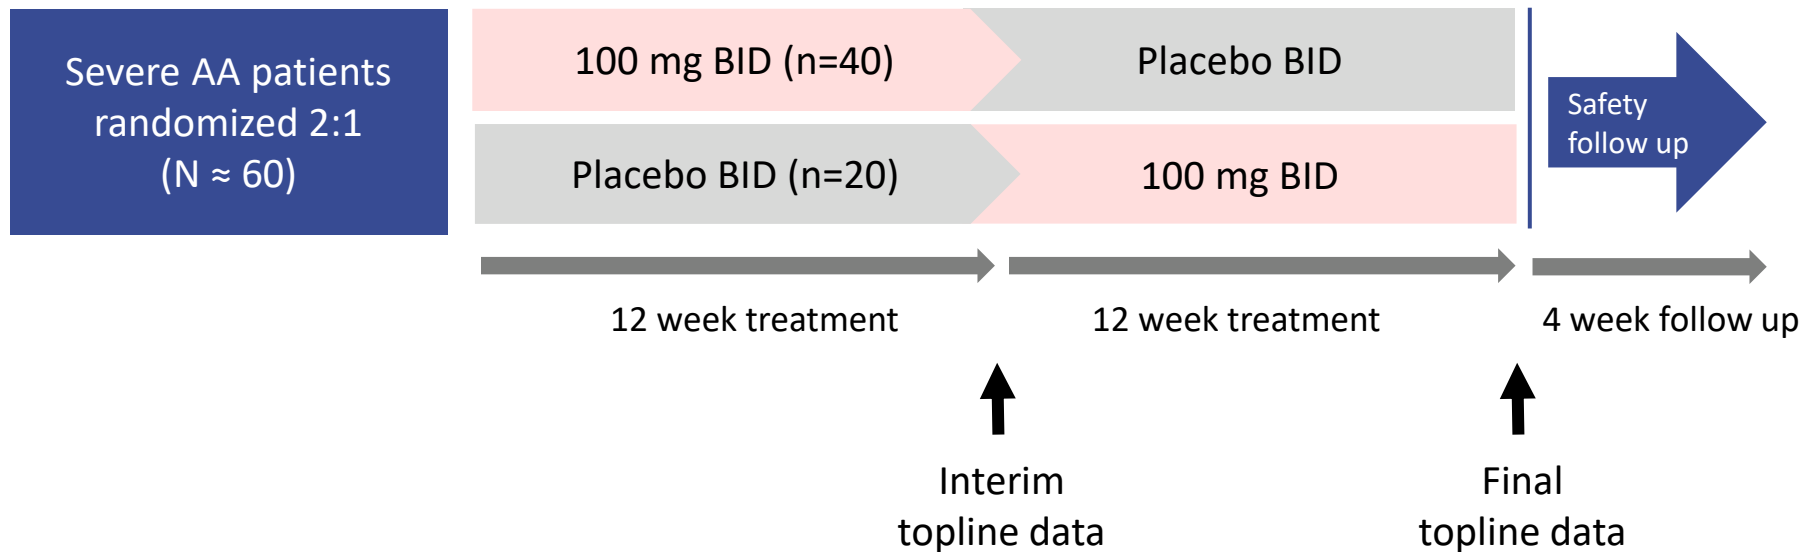 Severe AA patients
randomized 2:1
(N ≈ 60)
100 mg BID (n=40)
Placebo BID
Placebo BID (n=20)
100 mg BID
Safety
follow up
12 week treatment
12 week treatment
4 week follow up
Interim
topline data
Final
topline data